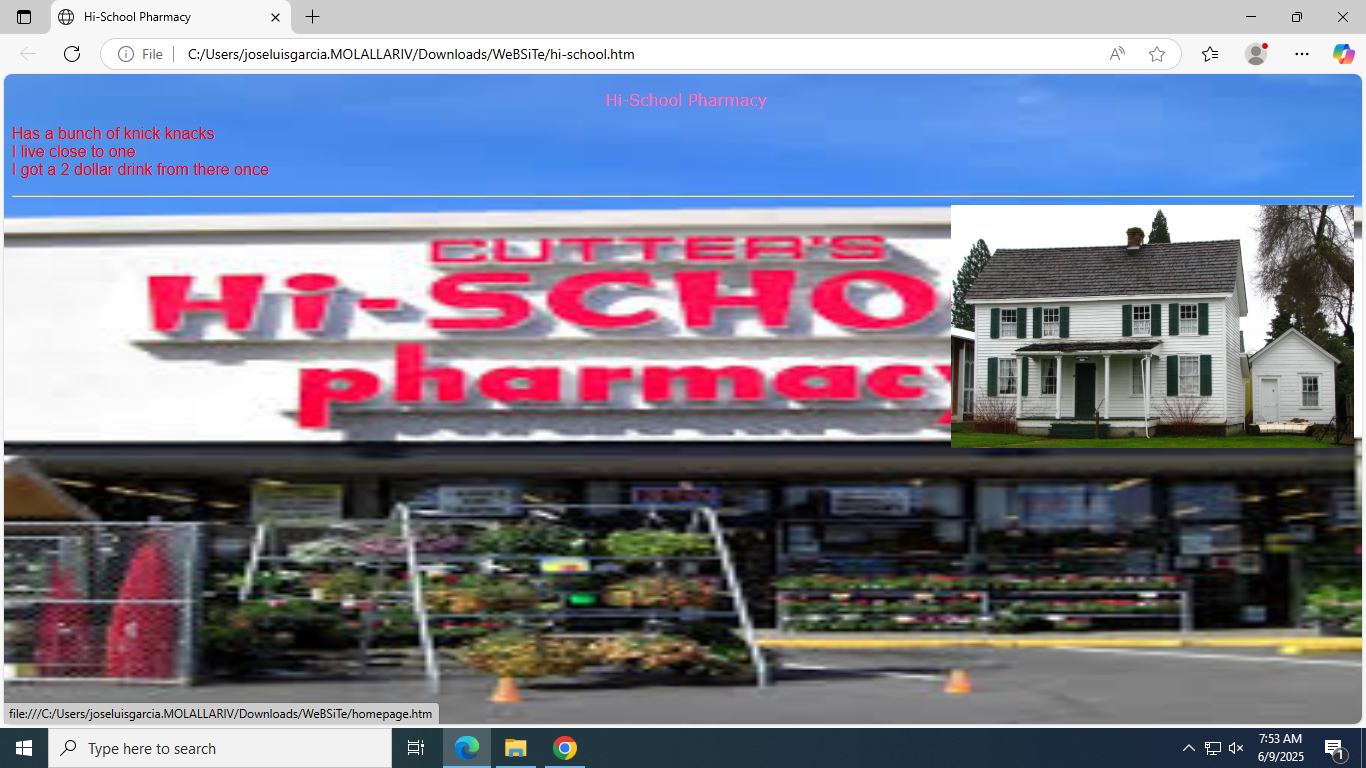 Hi-School Pharmacy
File
C:/Users/joseluisgarcia.MOLALLARIV/Downloads/WeBSiTe/hi-school.htm
Hi-School Pharmacy
Has a bunch of knick knacks
I live close to one
I got a 2 dollar drink from there once
CUTTER'S
Hi-SCHO
pharmacy
file:///C:/Users/joseluisgarcia.MOLALLARIV/Downloads/WeBSiTe/homepage.htm
Type here to search
7:53 AM
6/9/2025
1